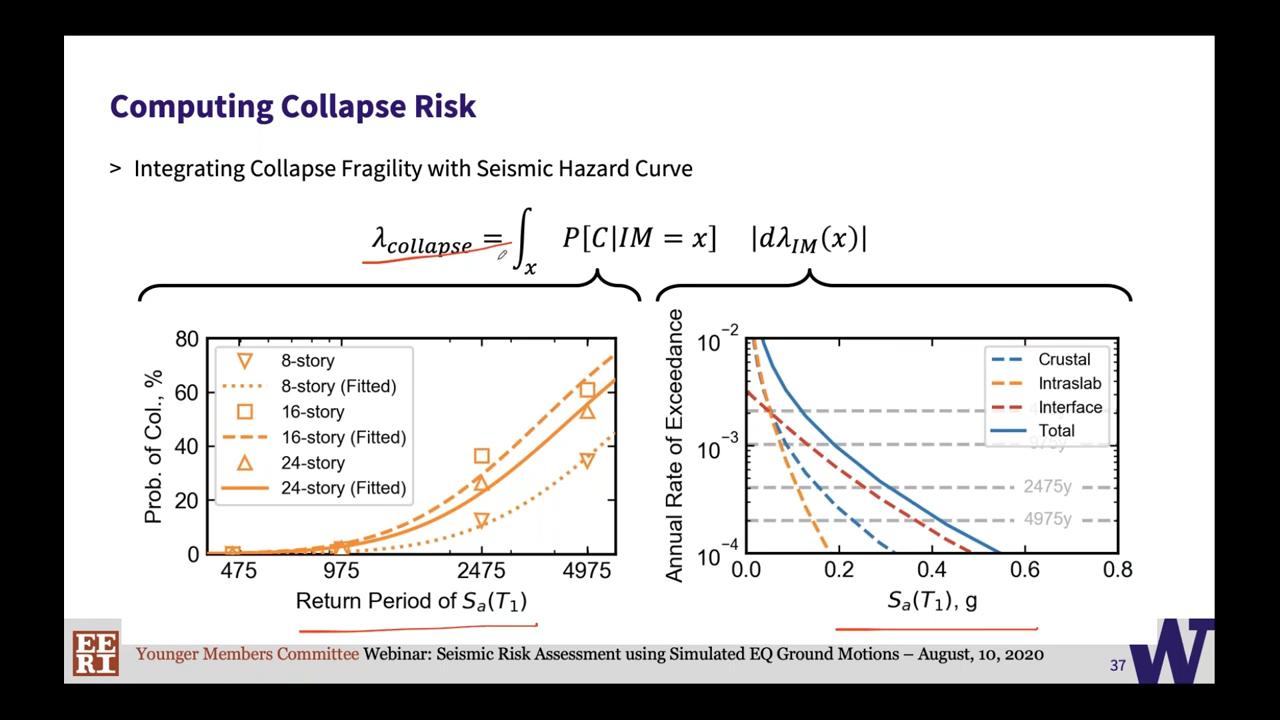 Computing Collapse Risk
> Integrating Collapse Fragility with Seismic Hazard Curve
λcollapse = ∫x P[C|IM = x] |dλIM(x)|
Prob. of Col., %
80
60
40
20
0
8-story
8-story (Fitted)
16-story
16-story (Fitted)
24-story
24-story (Fitted)
475 975 2475 4975
Return Period of Sa(T1)
Annual Rate of Exceedance
10−2
10−3
10−4
Crustal
Intraslab
Interface
Total
975y
2475y
4975y
0.0 0.2 0.4 0.6 0.8
Sa(T1), g
EE
RI
Younger Members Committee Webinar: Seismic Risk Assessment using Simulated EQ Ground Motions – August, 10, 2020
37
W